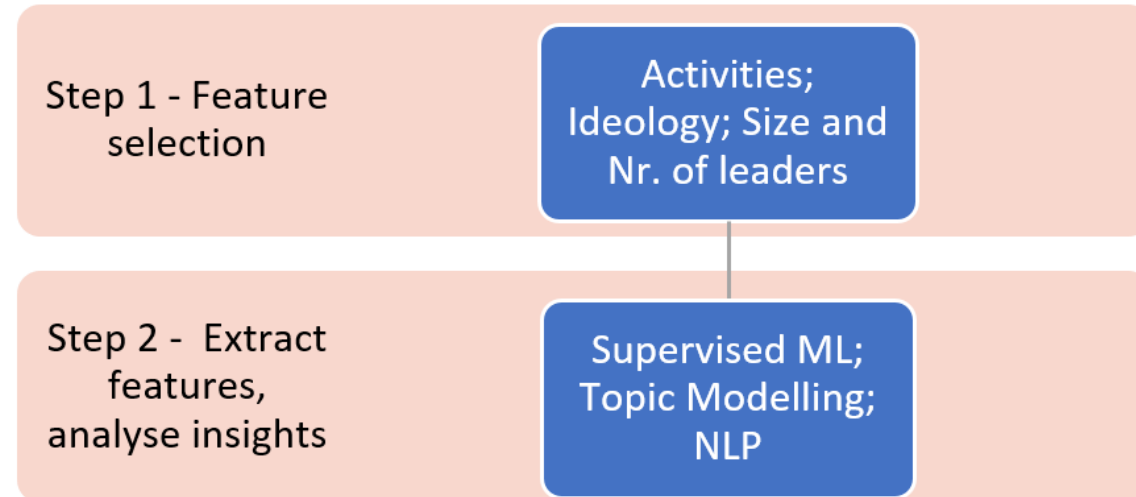 Step 1 - Feature
selection
Activities;
Ideology; Size and
Nr. of leaders
Step 2 -  Extract
features,
analyse insights
Supervised ML;
Topic Modelling;
NLP